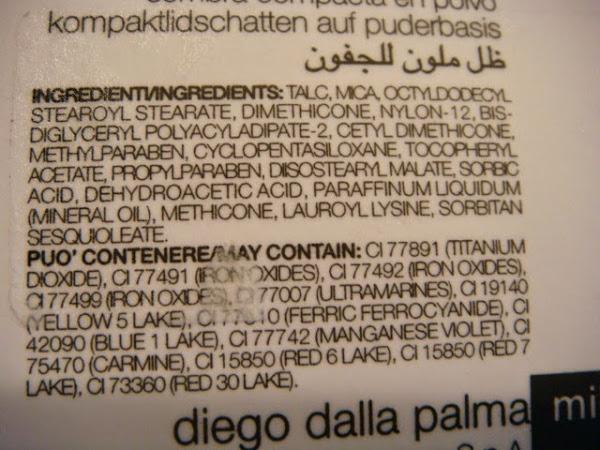 kompaktlidschatten auf puderbasis
ظل ملون للجفون
INGREDIENTI/INGREDIENTS: TALC, MICA, OCTYLDODECYL
STEAROYL STEARATE, DIMETHICONE, NYLON-12, BIS-
DIGLYCERYL POLYACYLADIPATE-2, CETYL DIMETHICONE,
METHYLPARABEN, CYCLOPENTASILOXANE, TOCOPHERYL
ACETATE, PROPYLPARABEN, DIISOSTEARYL MALATE, SORBIC
ACID, DEHYDROACETIC ACID, PARAFFINUM LIQUIDUM
(MINERAL OIL), METHICONE, LAUROYL LYSINE, SORBITAN
SESQUIOLEATE.
PUO' CONTENERE/MAY CONTAIN: CI 77891 (TITANIUM
DIOXIDE), CI 77491 (IRON OXIDES), CI 77492 (IRON OXIDES),
CI 77499 (IRON OXIDES), 77007 (ULTRAMARINES), CI 19140
(YELLOW 5 LAKE), CI (FERRIC FERROCYANIDE), CI
42090 (BLUE 1 LAKE), CI 77742 (MANGANESE VIOLET), CI
75470 (CARMINE), CI 15850 (RED 6 LAKE), CI 15850 (RED 7
LAKE), CI 73360 (RED 30 LAKE).
diego dalla palma mi